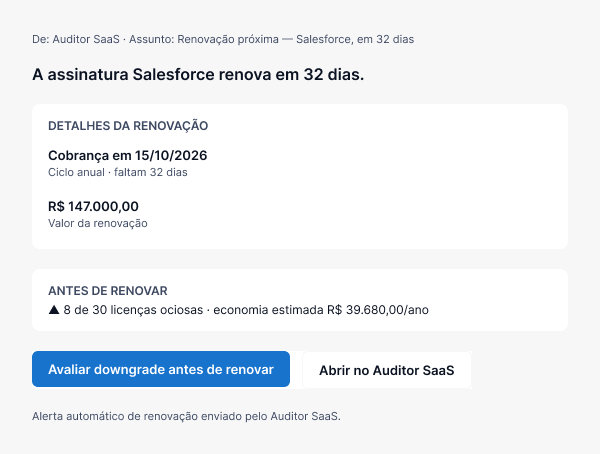 De: Auditor SaaS · Assunto: Renovação próxima — Salesforce, em 32 dias
A assinatura Salesforce renova em 32 dias.
DETALHES DA RENOVAÇÃO
Cobrança em 15/10/2026
Ciclo anual · faltam 32 dias
R$ 147.000,00
Valor da renovação
ANTES DE RENOVAR
▲ 8 de 30 licenças ociosas · economia estimada R$ 39.680,00/ano
Avaliar downgrade antes de renovar
Abrir no Auditor SaaS
Alerta automático de renovação enviado pelo Auditor SaaS.